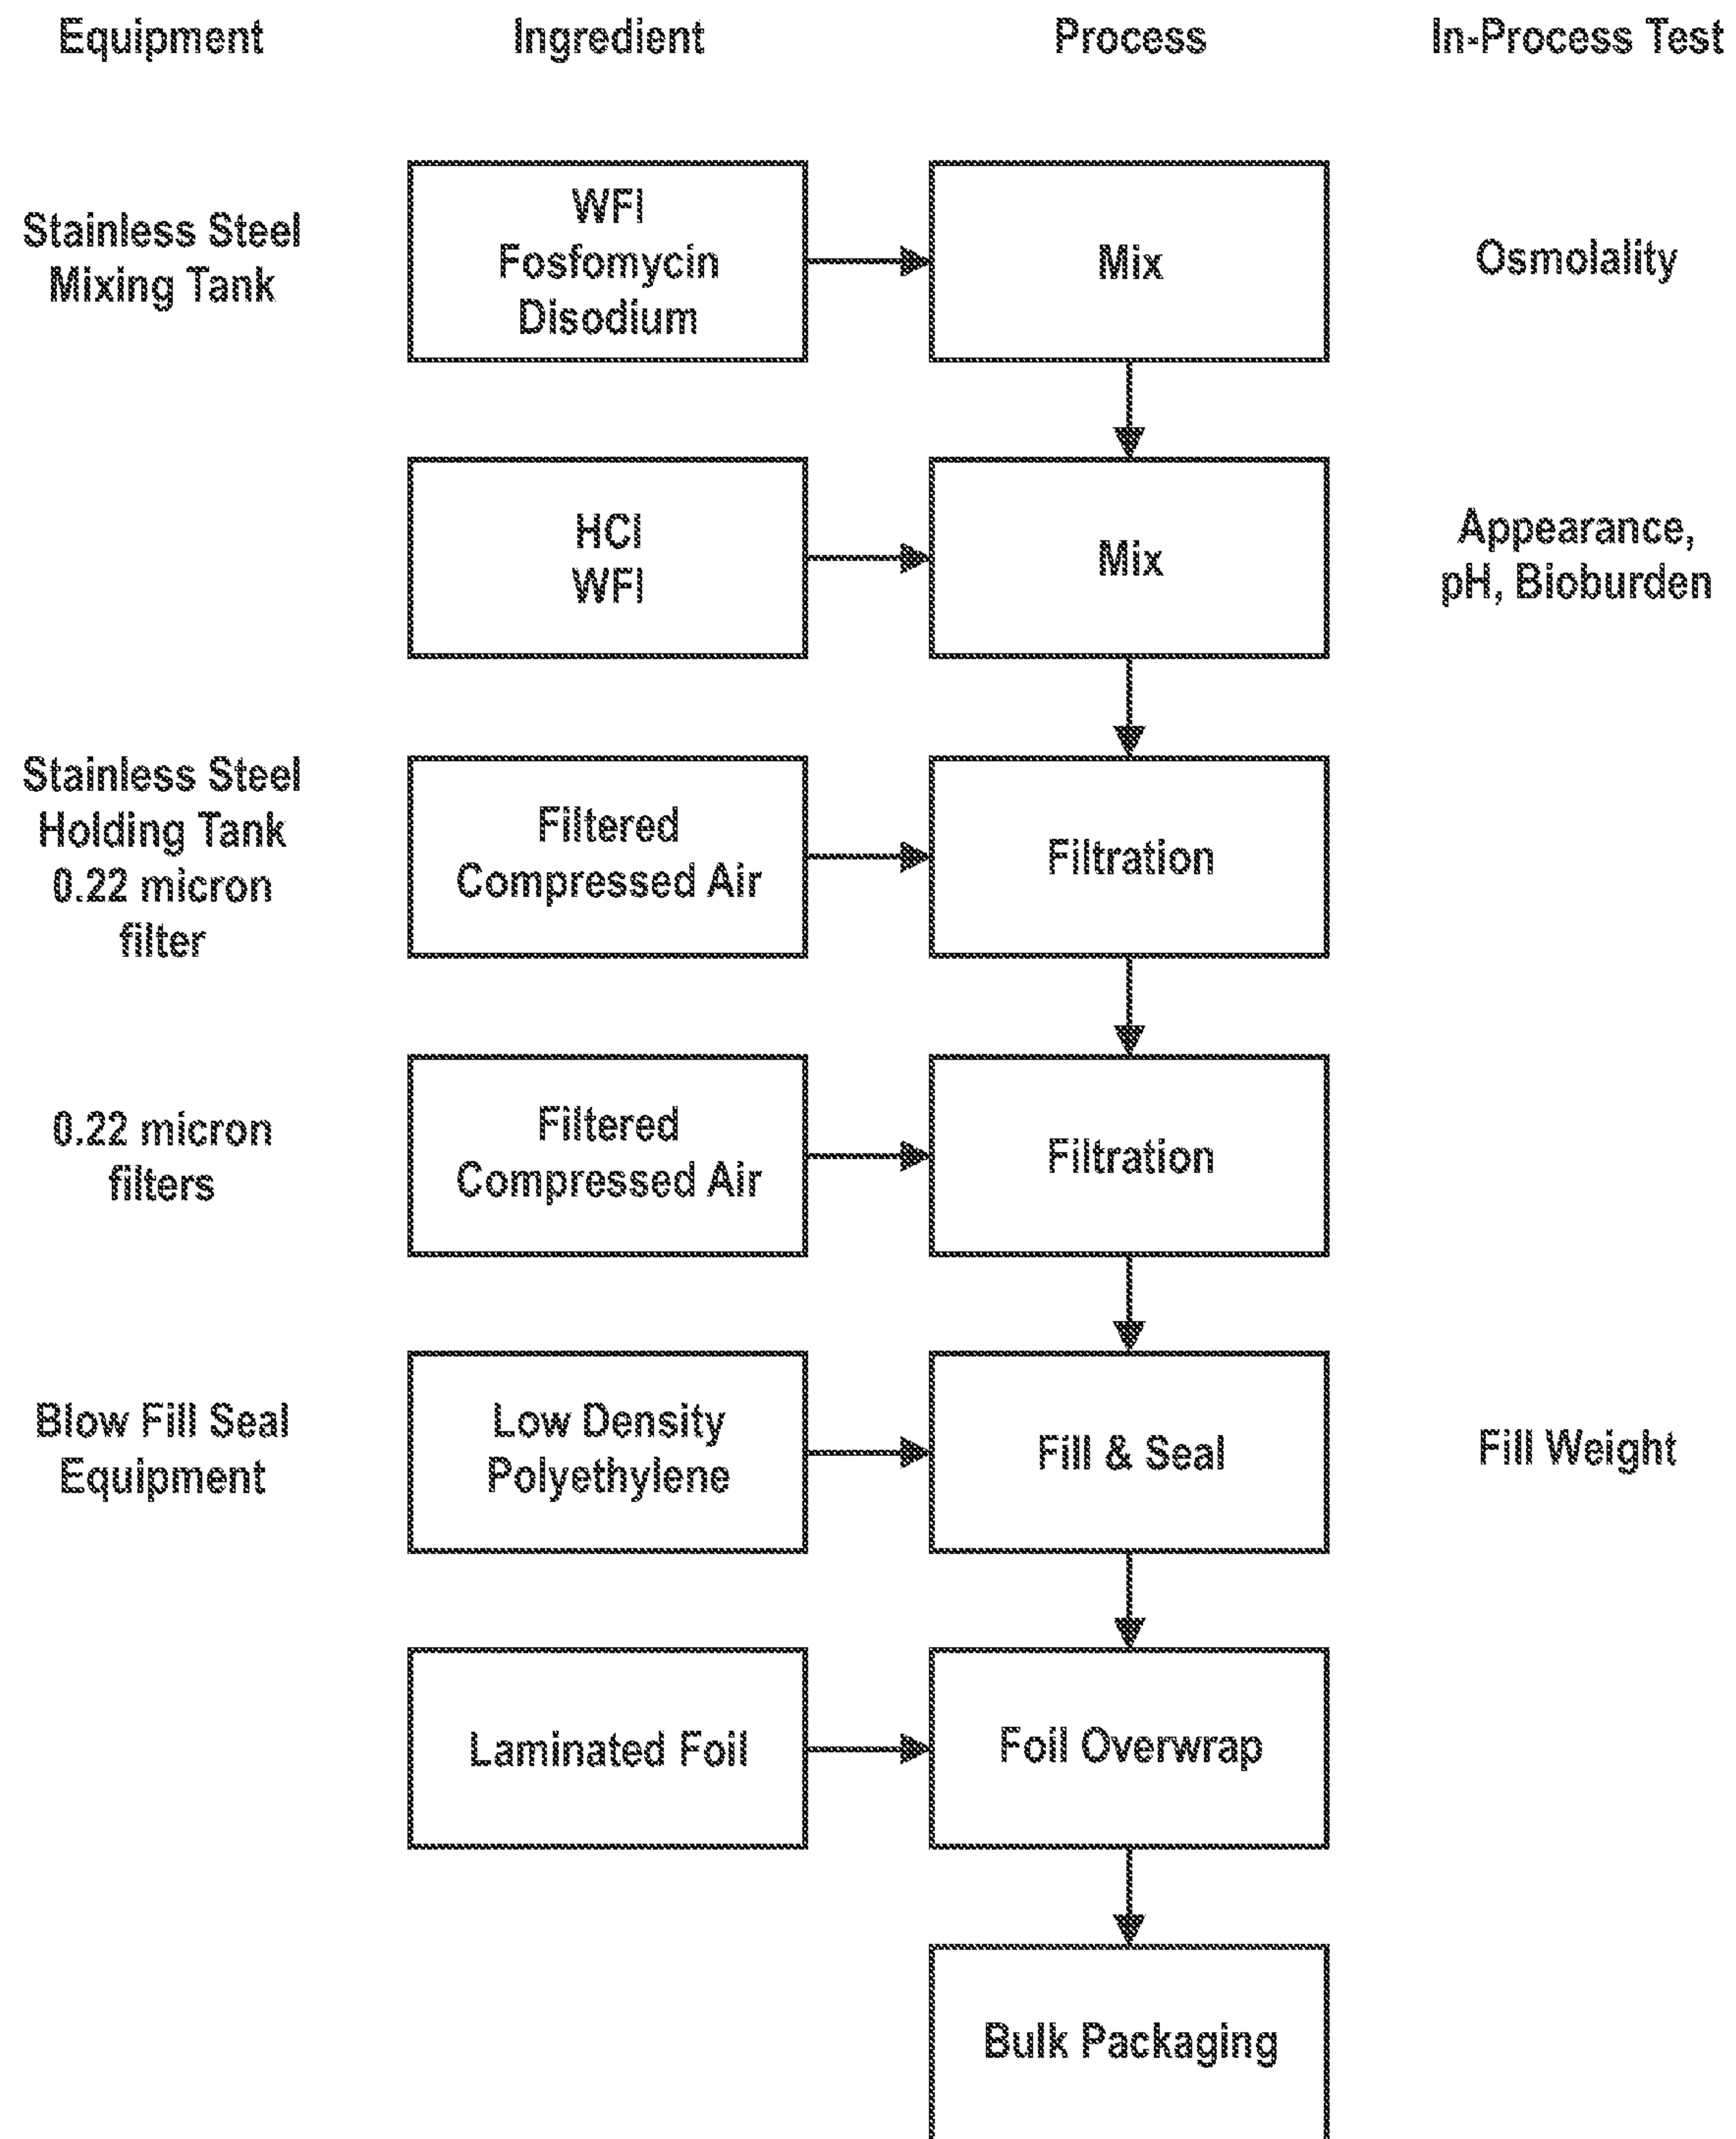 Equipment
Ingredient
Process
In-Process Test
Stainless Steel
Mixing Tank
WFI
Fosfomycin
Disodium
Mix
Osmolality
HCl
WFI
Mix
Appearance,
pH, Bioburden
Stainless Steel
Holding Tank
0.22 micron
filter
Filtered
Compressed Air
Filtration
0.22 micron
filters
Filtered
Compressed Air
Filtration
Blow Fill Seal
Equipment
Low Density
Polyethylene
Fill & Seal
Fill Weight
Laminated Foil
Foil Overwrap
Bulk Packaging